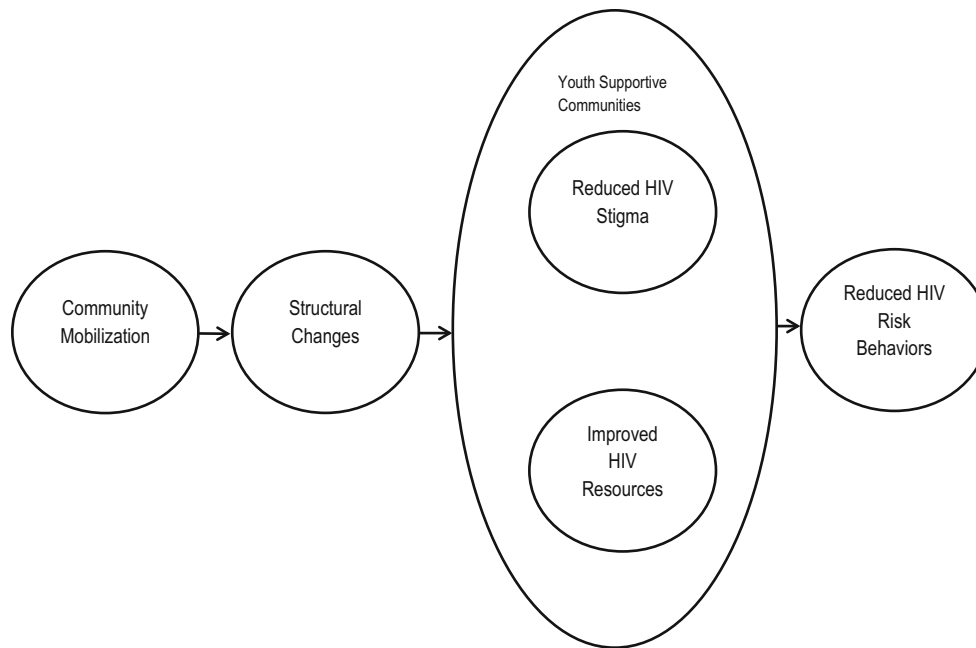 Community
Mobilization
Structural
Changes
Youth Supportive
Communities
Reduced HIV
Stigma
Improved
HIV
Resources
Reduced HIV
Risk
Behaviors